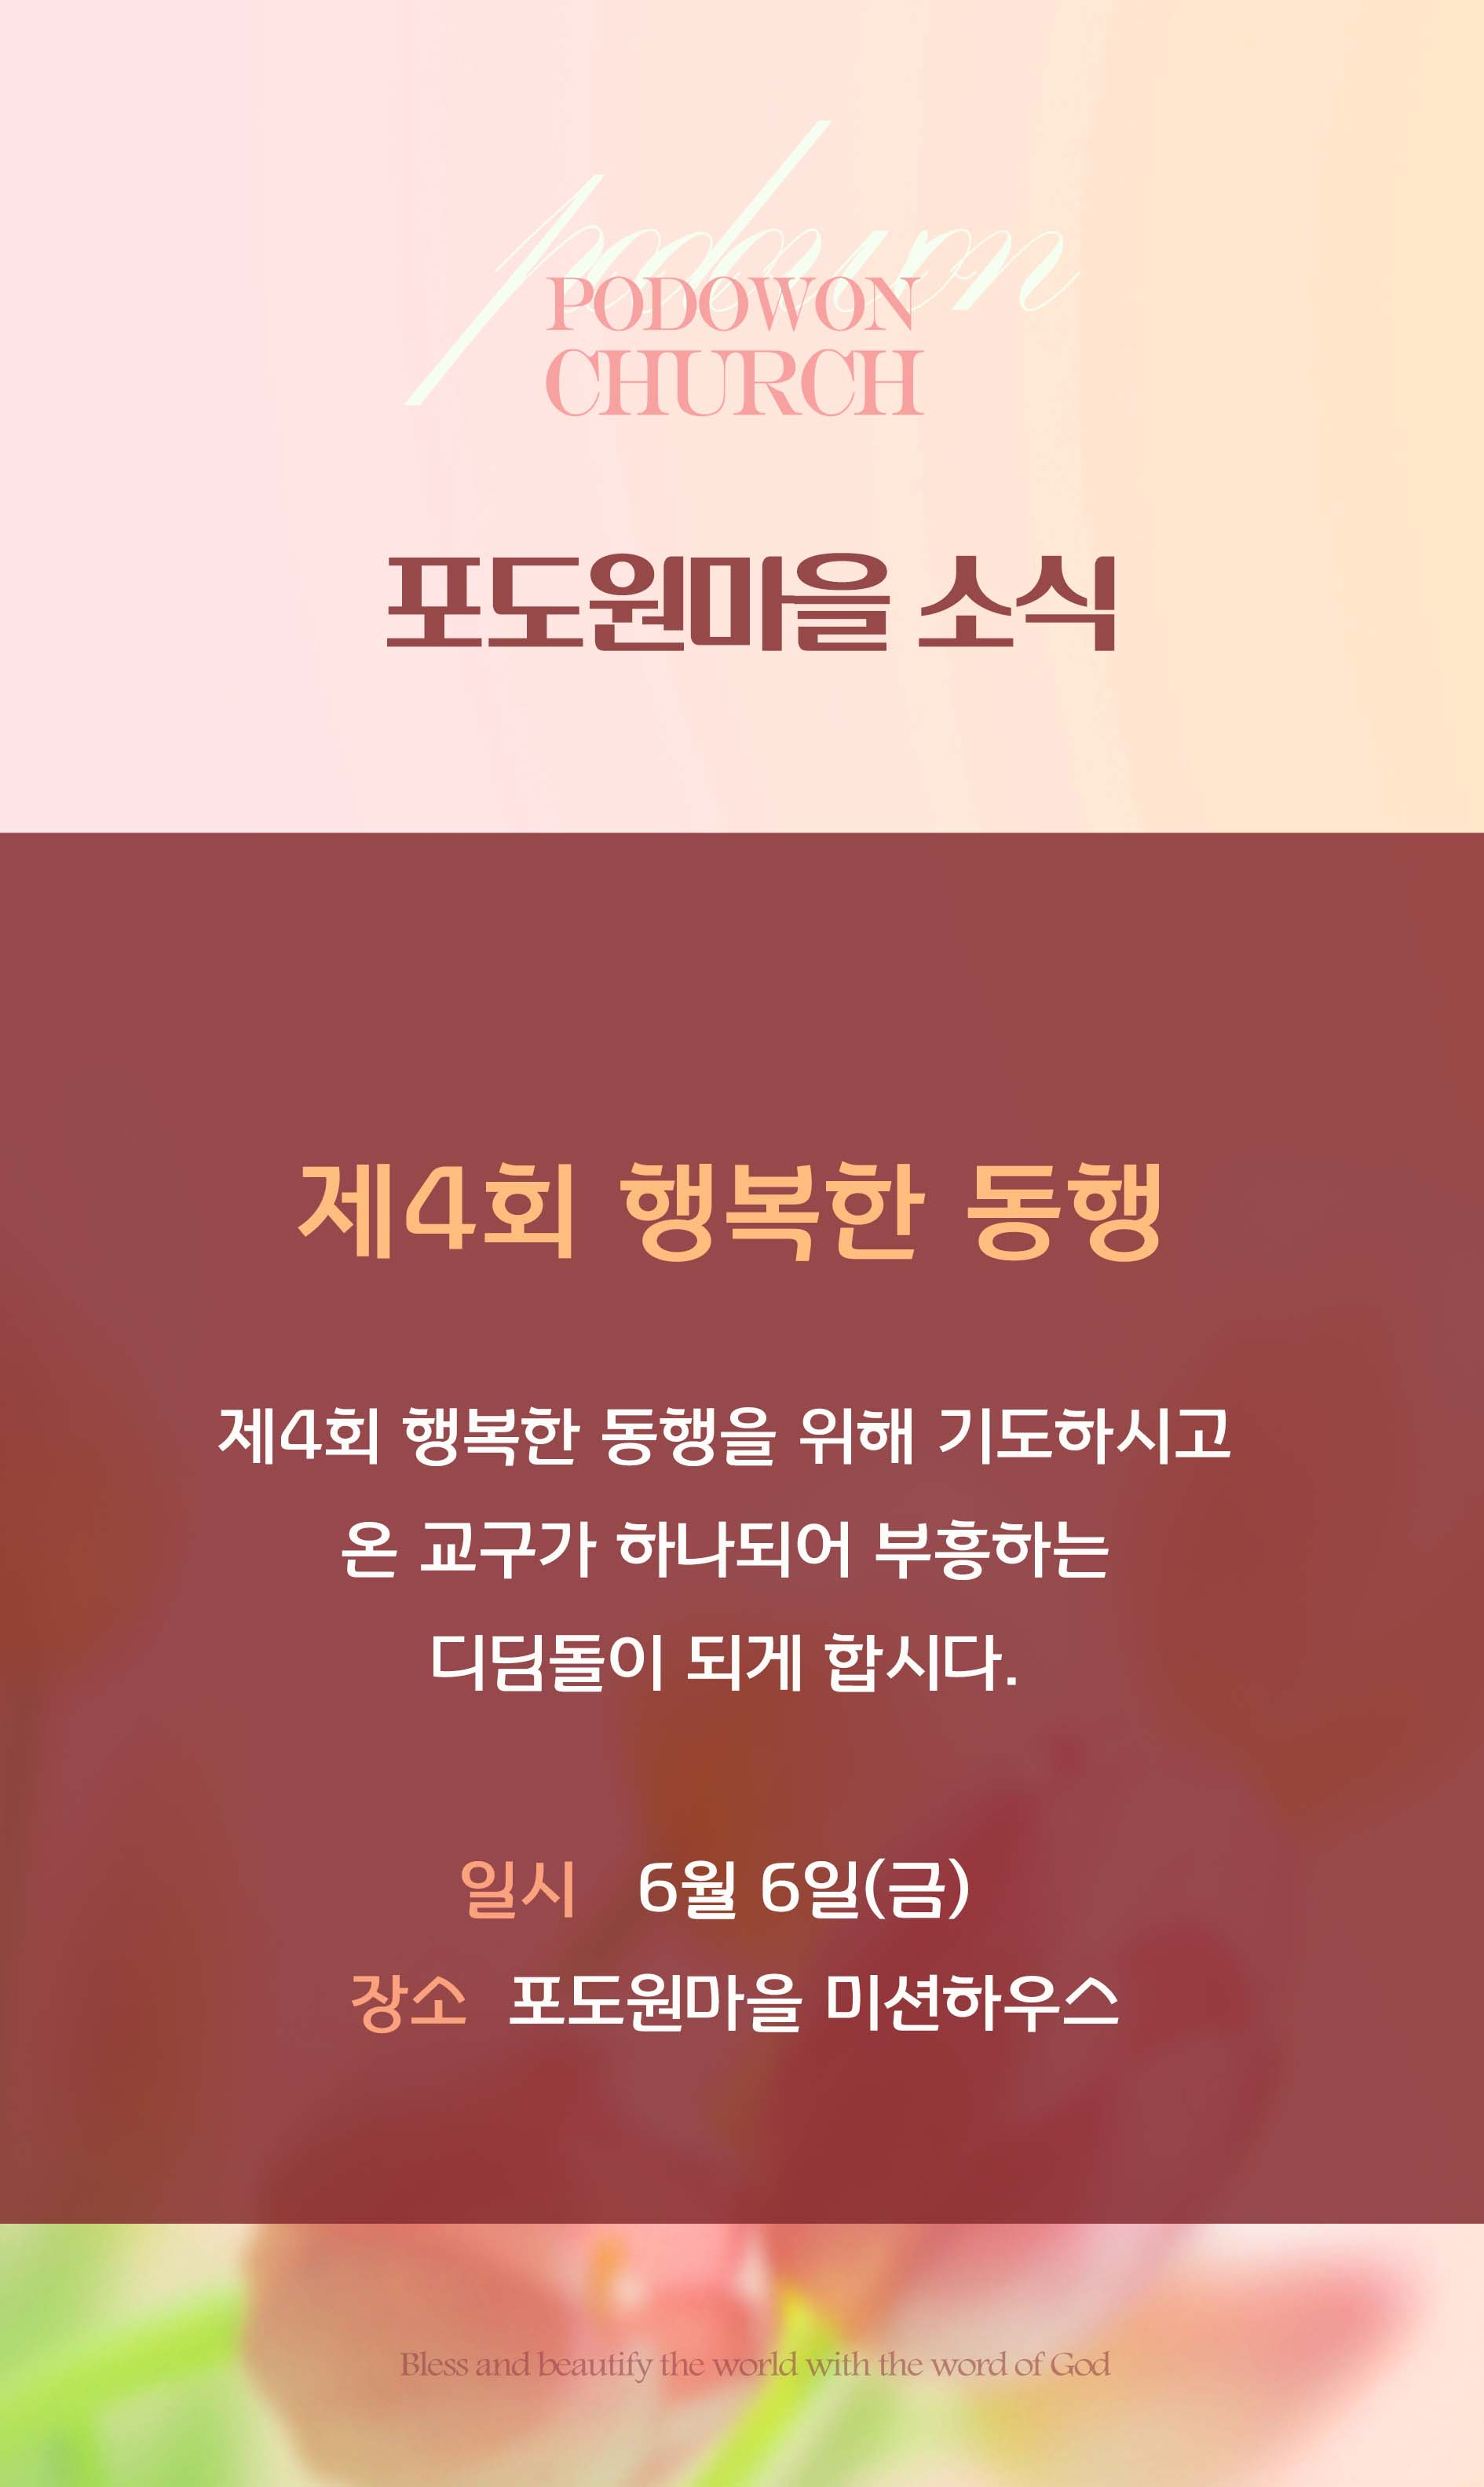 podowon
PODOWON
CHURCH
포도원마을 소식
제4회 행복한 동행
제4회 행복한 동행을 위해 기도하시고
온 교구가 하나되어 부흥하는
디딤돌이 되게 합시다.
일시 6월 6일(금)
장소 포도원마을 미션하우스
Bless and beautify the world with the word of God